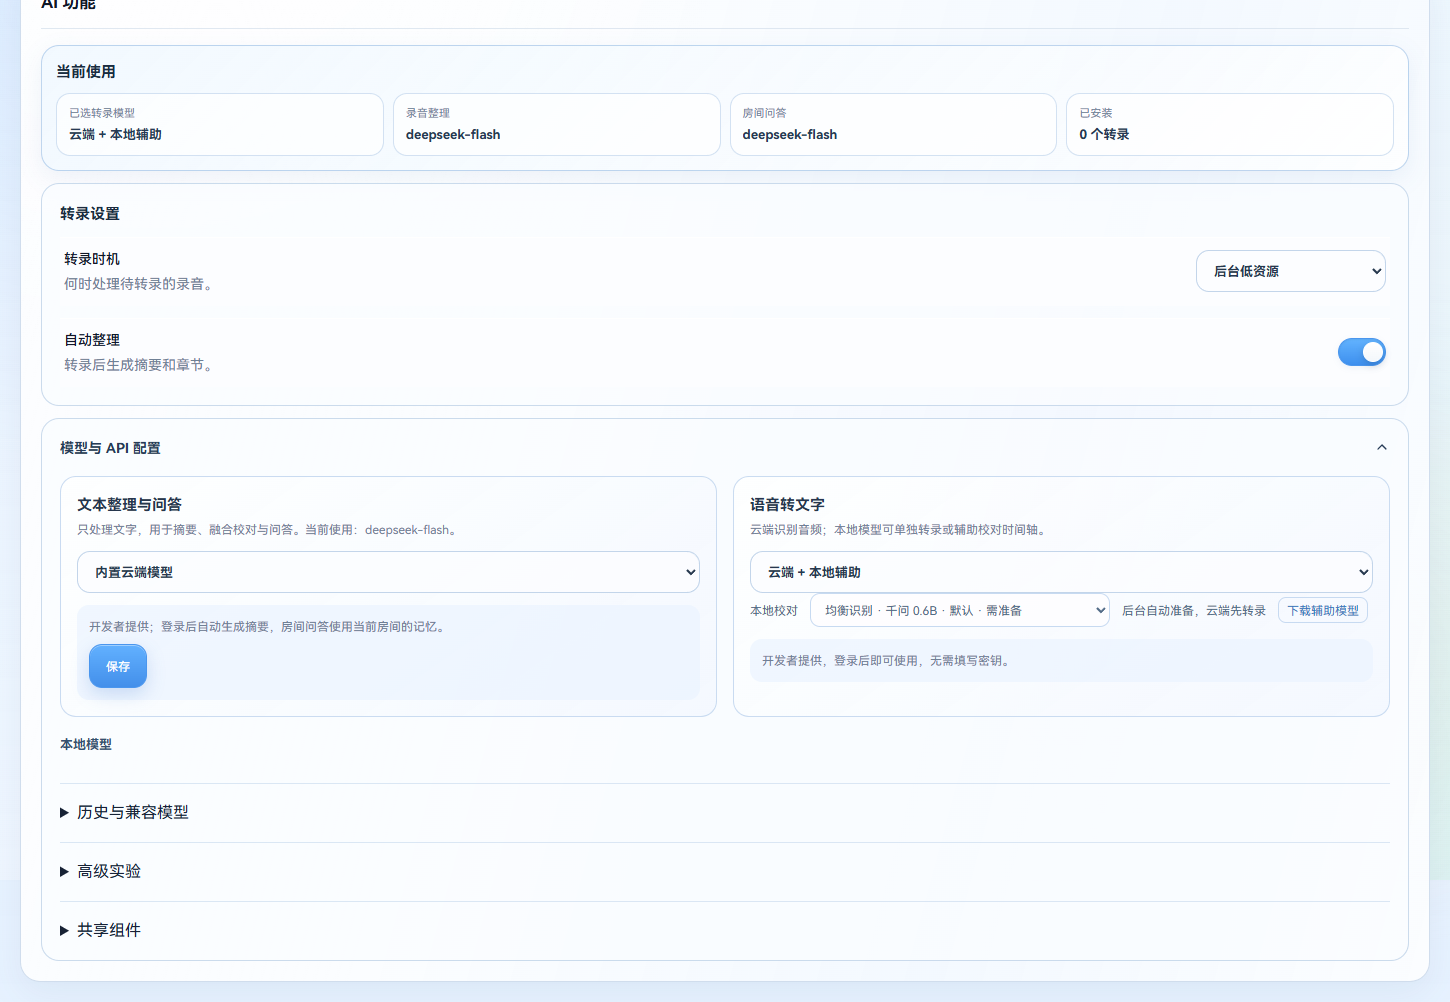 AI 功能
当前使用
已选转录模型
云端 + 本地辅助
录音整理
deepseek-flash
房间问答
deepseek-flash
已安装
0 个转录
转录设置
转录时机
何时处理待转录的录音。
后台低资源
自动整理
转录后生成摘要和章节。
模型与 API 配置
文本整理与问答
只处理文字，用于摘要、融合校对与问答。当前使用：deepseek-flash。
内置云端模型
开发者提供；登录后自动生成摘要，房间问答使用当前房间的记忆。
保存
语音转文字
云端识别音频；本地模型可单独转录或辅助校对时间轴。
云端 + 本地辅助
本地校对 均衡识别 · 千问 0.6B · 默认 · 需准备 后台自动准备，云端先转录 下载辅助模型
开发者提供，登录后即可使用，无需填写密钥。
本地模型
历史与兼容模型
高级实验
共享组件